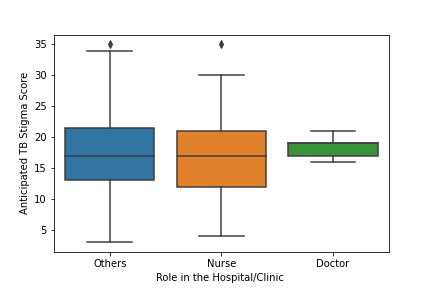 Anticipated TB Stigma Score
35
30
25
20
15
10
5
Others Nurse Doctor
Role in the Hospital/Clinic